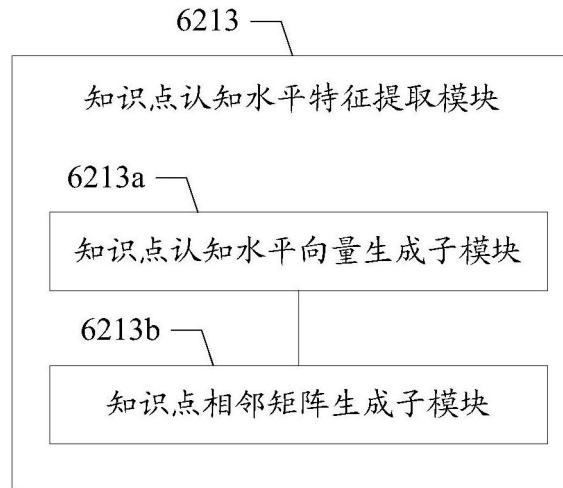 6213
知识点认知水平特征提取模块
6213a
知识点认知水平向量生成子模块
6213b
知识点相邻矩阵生成子模块